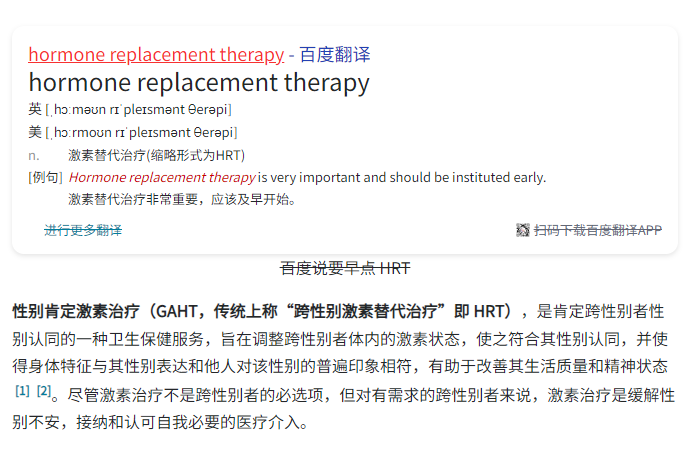 hormone replacement therapy - 百度翻译
hormone replacement therapy
英 [ˌhɔːməʊn rɪˈpleɪsmənt θerəpi]
美 [ˌhɔːrmoʊn rɪˈpleɪsmənt θerəpi]
n. 激素替代治疗(缩略形式为HRT)
[例句] Hormone replacement therapy is very important and should be instituted early.
激素替代治疗非常重要，应该及早开始。
进行更多翻译 扫码下载百度翻译APP
百度说要早点 HRT
性别肯定激素治疗（GAHT，传统上称“跨性别激素替代治疗”即 HRT），是肯定跨性别者性
别认同的一种卫生保健服务，旨在调整跨性别者体内的激素状态，使之符合其性别认同，并使
得身体特征与其性别表达和他人对该性别的普遍印象相符，有助于改善其生活质量和精神状态
[1] [2]。尽管激素治疗不是跨性别者的必选项，但对有需求的跨性别者来说，激素治疗是缓解性
别不安，接纳和认可自我必要的医疗介入。